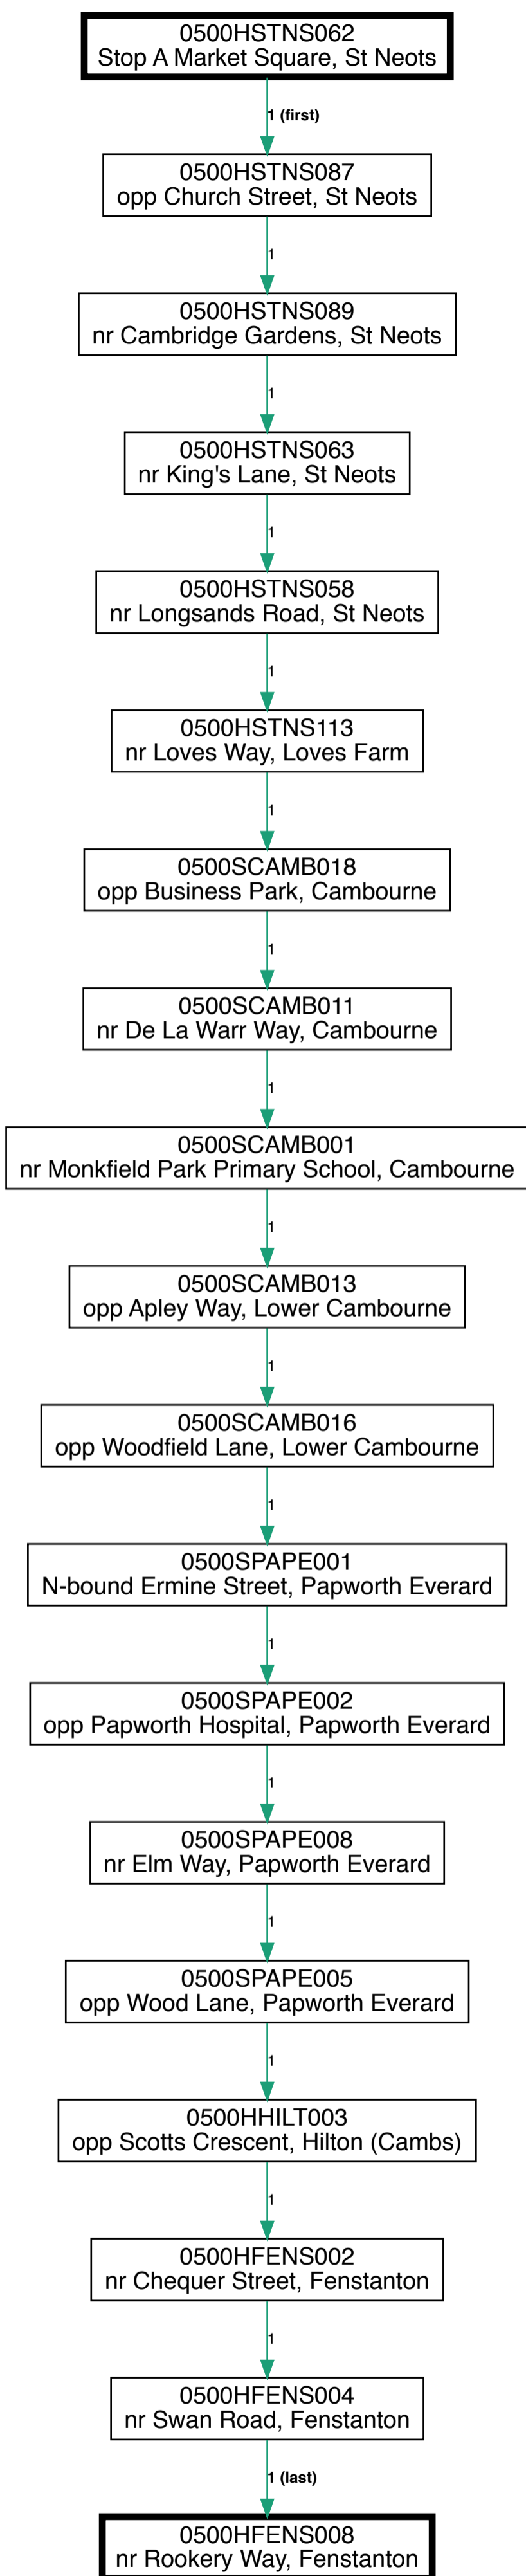 0500HSTNS062
Stop A Market Square, St Neots
1 (first)
0500HSTNS087
opp Church Street, St Neots
1
0500HSTNS089
nr Cambridge Gardens, St Neots
1
0500HSTNS063
nr King's Lane, St Neots
1
0500HSTNS058
nr Longsands Road, St Neots
1
0500HSTNS113
nr Loves Way, Loves Farm
1
0500SCAMB018
opp Business Park, Cambourne
1
0500SCAMB011
nr De La Warr Way, Cambourne
1
0500SCAMB001
nr Monkfield Park Primary School, Cambourne
1
0500SCAMB013
opp Apley Way, Lower Cambourne
1
0500SCAMB016
opp Woodfield Lane, Lower Cambourne
1
0500SPAPE001
N-bound Ermine Street, Papworth Everard
1
0500SPAPE002
opp Papworth Hospital, Papworth Everard
1
0500SPAPE008
nr Elm Way, Papworth Everard
1
0500SPAPE005
opp Wood Lane, Papworth Everard
1
0500HHILT003
opp Scotts Crescent, Hilton (Cambs)
1
0500HFENS002
nr Chequer Street, Fenstanton
1
0500HFENS004
nr Swan Road, Fenstanton
1 (last)
0500HFENS008
nr Rookery Way, Fenstanton